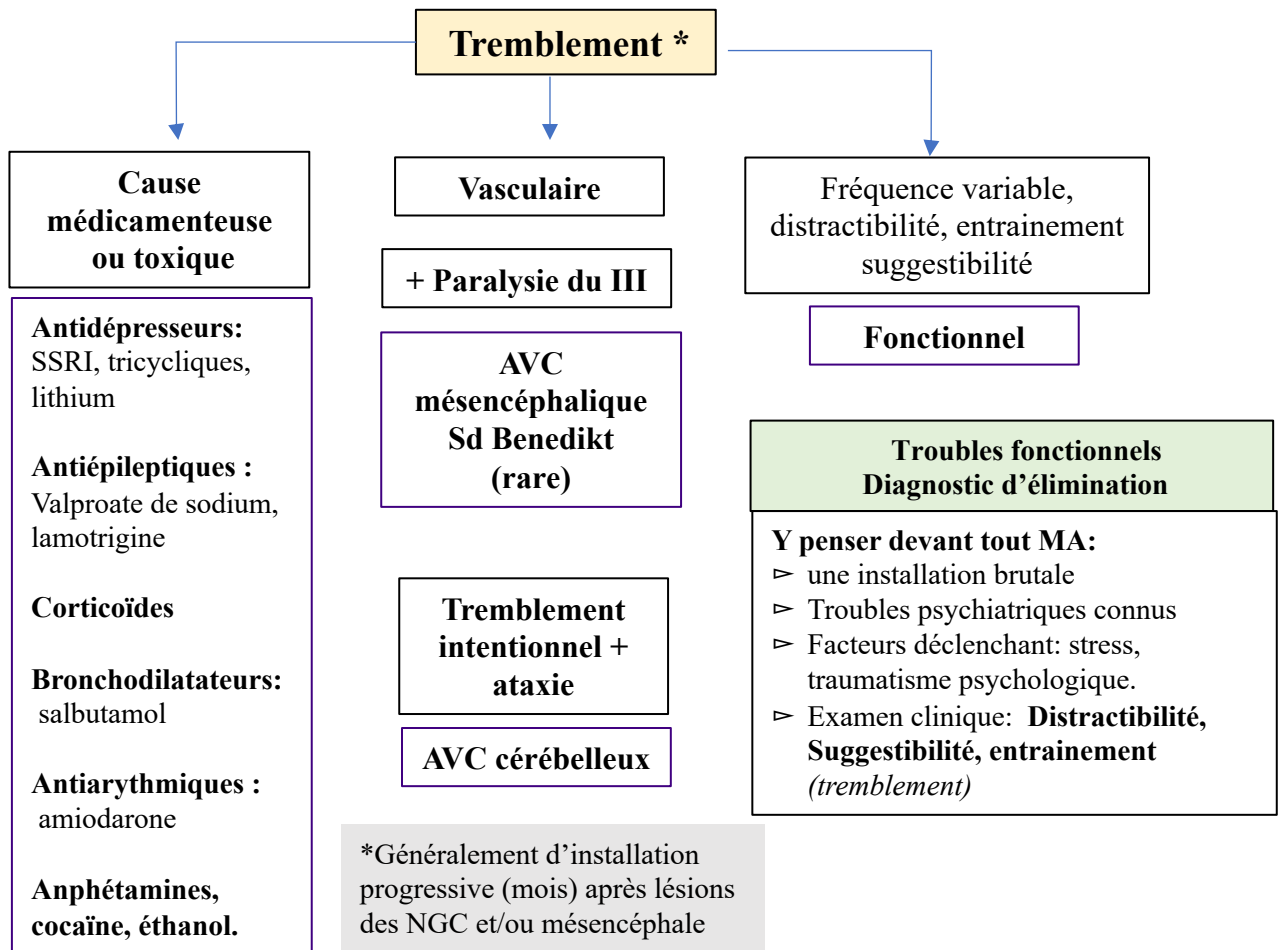 Tremblement *
Cause
médicamenteuse
ou toxique
Antidépresseurs:
SSRI, tricycliques,
lithium
Antiépileptiques :
Valproate de sodium,
lamotrigine
Corticoïdes
Bronchodilatateurs:
salbutamol
Antiarythmiques :
amiodarone
Anphétamines,
cocaïne, éthanol.
Vasculaire
+ Paralysie du III
AVC
mésencéphalique
Sd Benedikt
(rare)
Tremblement
intentionnel +
ataxie
AVC cérébelleux
*Généralement d’installation
progressive (mois) après lésions
des NGC et/ou mésencéphale
Fréquence variable,
distractibilité, entrainement
suggestibilité
Fonctionnel
Troubles fonctionnels
Diagnostic d’élimination
Y penser devant tout MA:
▻ une installation brutale
▻ Troubles psychiatriques connus
▻ Facteurs déclenchant: stress,
traumatisme psychologique.
▻ Examen clinique: Distractibilité,
Suggestibilité, entrainement
(tremblement)